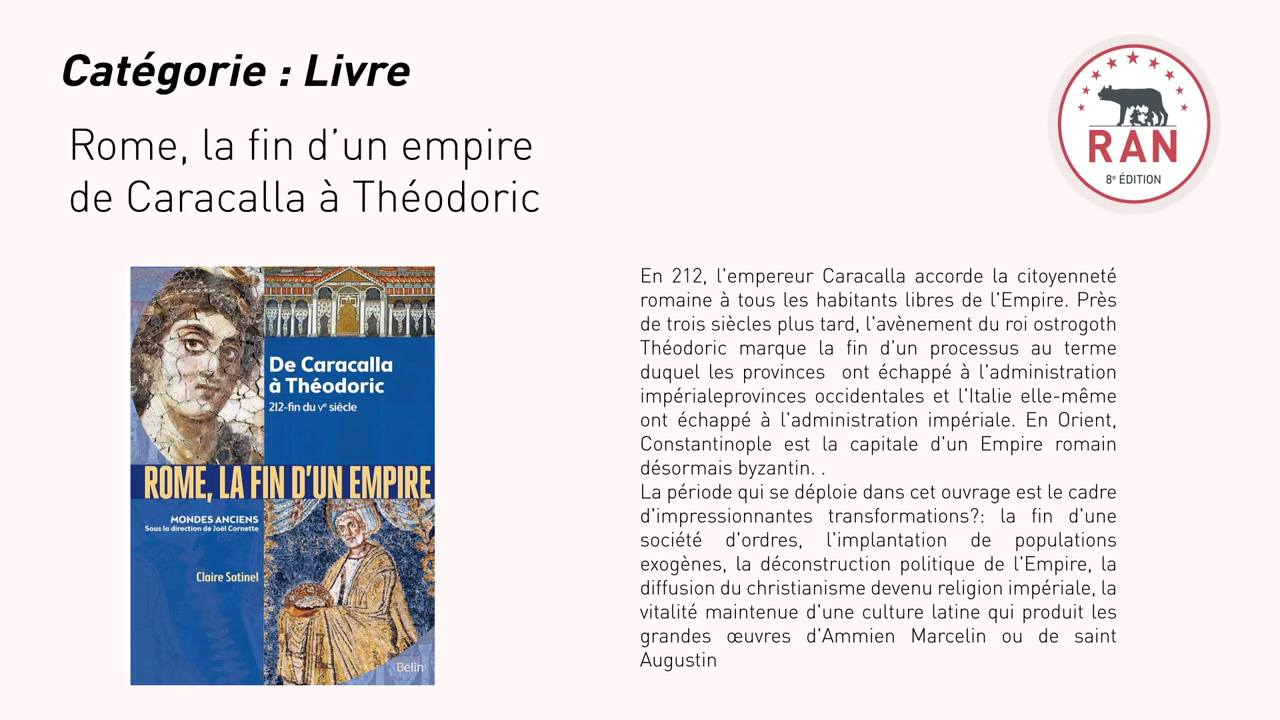 Catégorie : Livre
Rome, la fin d’un empire
de Caracalla à Théodoric
RAN
8e ÉDITION
De Caracalla
à Théodoric
212-fin du Ve siècle
ROME, LA FIN D'UN EMPIRE
MONDES ANCIENS
Sous la direction de Joël Cornette
Claire Sotinel
Belin:
En 212, l'empereur Caracalla accorde la citoyenneté
romaine à tous les habitants libres de l'Empire. Près
de trois siècles plus tard, l'avènement du roi ostrogoth
Théodoric marque la fin d'un processus au terme
duquel les provinces  ont échappé à l'administration
impérialeprovinces occidentales et l'Italie elle-même
ont échappé à l'administration impériale. En Orient,
Constantinople est la capitale d'un Empire romain
désormais byzantin. .
La période qui se déploie dans cet ouvrage est le cadre
d'impressionnantes transformations?: la fin d'une
société d'ordres, l'implantation de populations
exogènes, la déconstruction politique de l'Empire, la
diffusion du christianisme devenu religion impériale, la
vitalité maintenue d'une culture latine qui produit les
grandes œuvres d'Ammien Marcelin ou de saint
Augustin